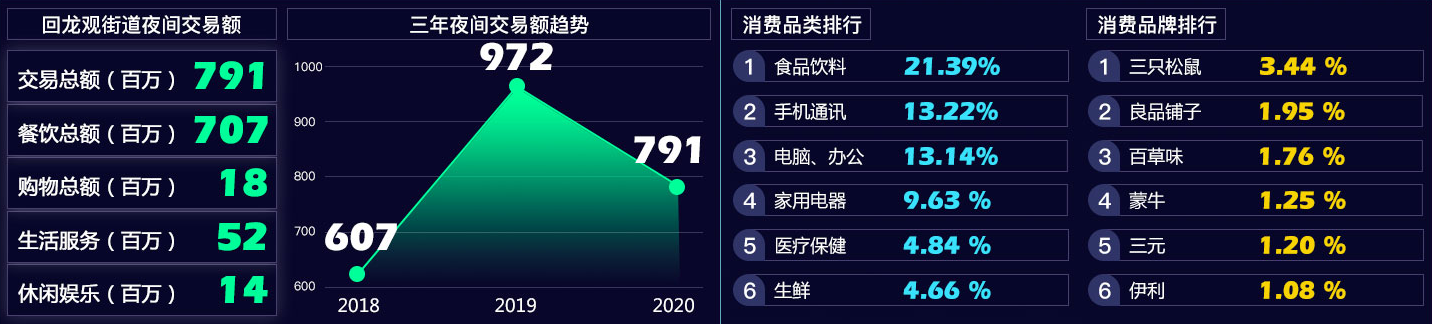 回龙观街道夜间交易额
交易总额（百万） 791
餐饮总额（百万） 707
购物总额（百万） 18
生活服务（百万） 52
休闲娱乐（百万） 14
三年夜间交易额趋势
1000
900
800
700
600
607
972
791
2018 2019 2020
消费品类排行
1 食品饮料 21.39%
2 手机通讯 13.22%
3 电脑、办公 13.14%
4 家用电器 9.63 %
5 医疗保健 4.84 %
6 生鲜 4.66 %
消费品牌排行
1 三只松鼠 3.44 %
2 良品铺子 1.95 %
3 百草味 1.76 %
4 蒙牛 1.25 %
5 三元 1.20 %
6 伊利 1.08 %